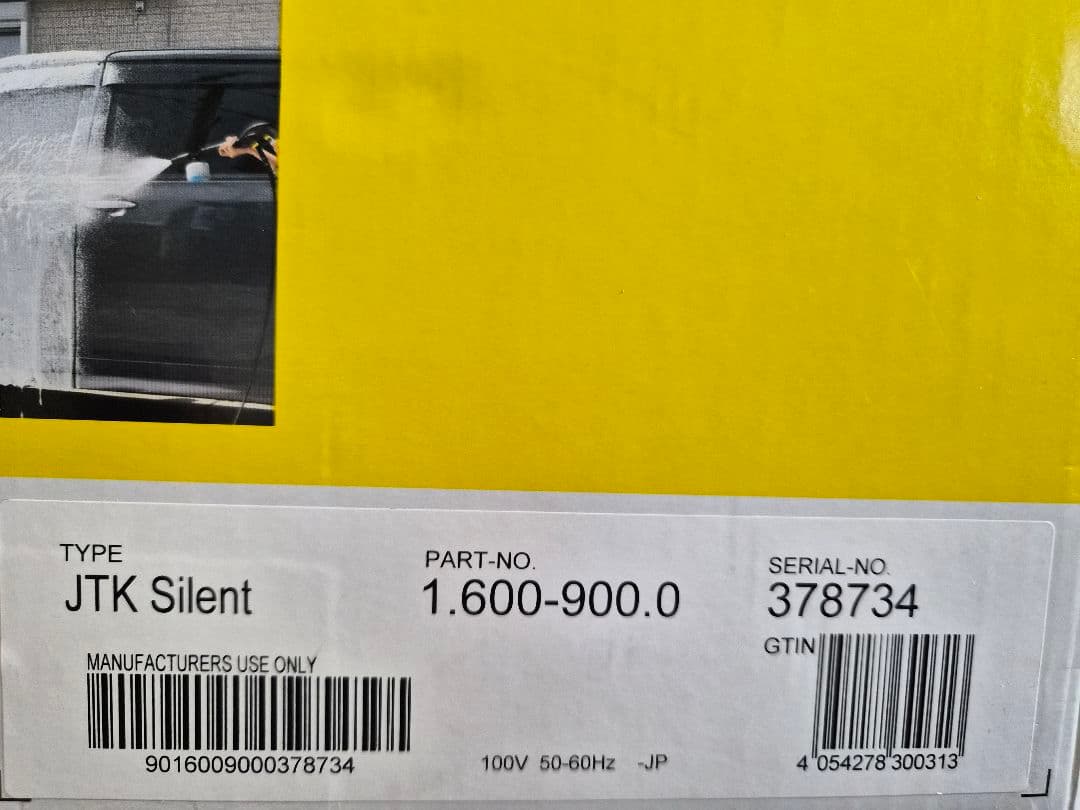 TYPE
JTK Silent
PART-NO.
1.600-900.0
SERIAL-NO.
378734
MANUFACTURERS USE ONLY
9016009000378734
100V 50-60Hz -JP
GTIN
4 054278 300313